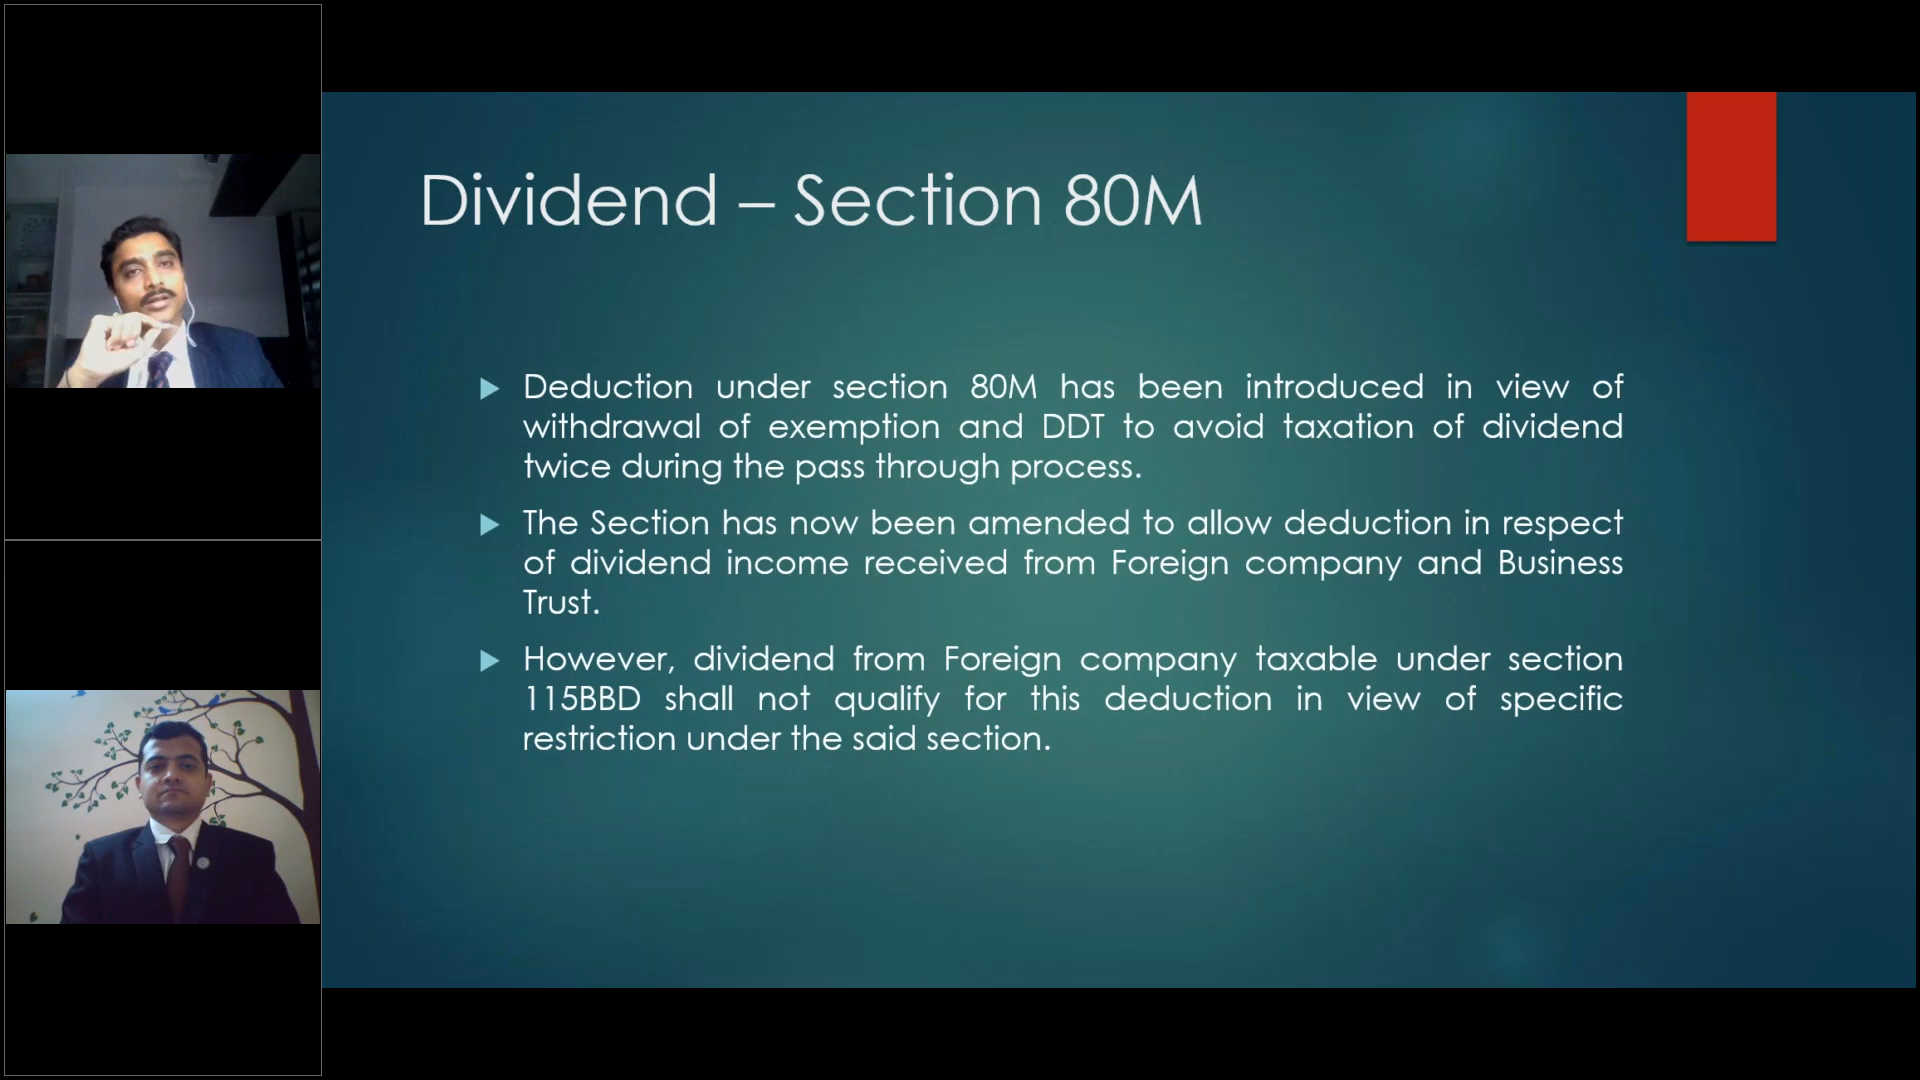 Dividend – Section 80M
Deduction under section 80M has been introduced in view of
withdrawal of exemption and DDT to avoid taxation of dividend
twice during the pass through process.
The Section has now been amended to allow deduction in respect
of dividend income received from Foreign company and Business
Trust.
However, dividend from Foreign company taxable under section
115BBD shall not qualify for this deduction in view of specific
restriction under the said section.